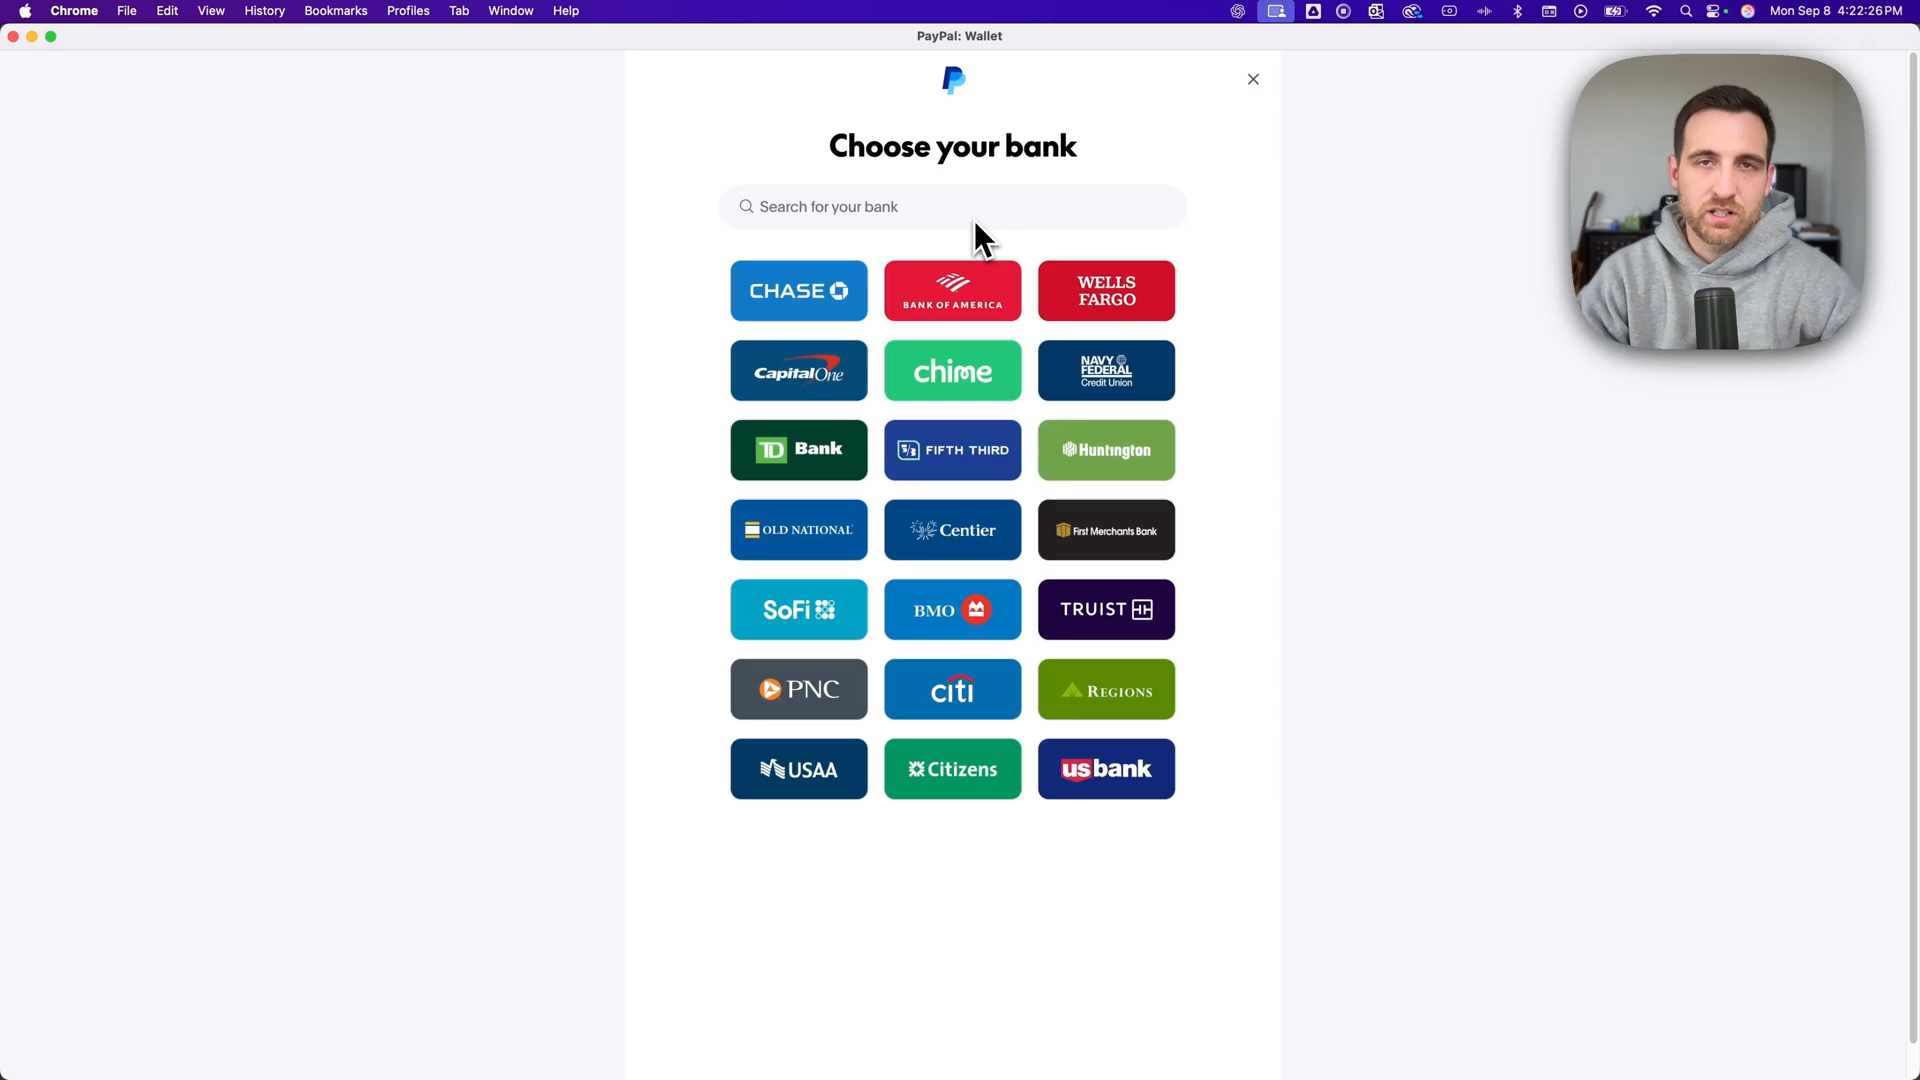 Chrome File Edit View History Bookmarks Profiles Tab Window Help Mon Sep 8 4:22:26 PM
PayPal: Wallet
Choose your bank
Search for your bank
CHASE
BANK OF AMERICA
WELLS
FARGO
Capital One
chime
NAVY
FEDERAL
Credit Union
TD Bank
5/3 FIFTH THIRD
Huntington
OLD NATIONAL
Centier
First Merchants Bank
SoFi
BMO
TRUIST
PNC
citi
REGIONS
USAA
Citizens
usbank